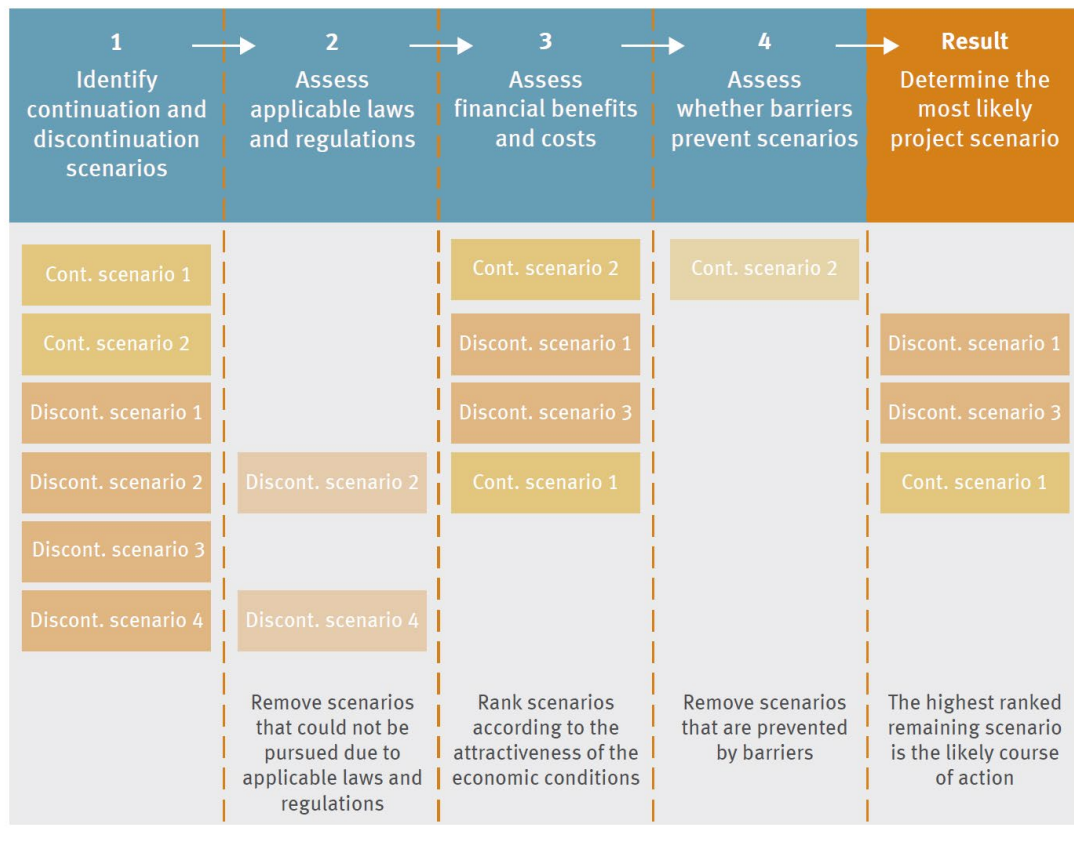 1
Identify
continuation and
discontinuation
scenarios
2
Assess
applicable laws
and regulations
3
Assess
financial benefits
and costs
4
Assess
whether barriers
prevent scenarios
Result
Determine the
most likely
project scenario
Cont. scenario 1
Cont. scenario 2
Discont. scenario 1
Discont. scenario 2
Discont. scenario 3
Discont. scenario 4
Discont. scenario 2
Discont. scenario 4
Remove scenarios
that could not be
pursued due to
applicable laws and
regulations
Cont. scenario 2
Discont. scenario 1
Discont. scenario 3
Cont. scenario 1
Rank scenarios
according to the
attractiveness of the
economic conditions
Cont. scenario 2
Remove scenarios
that are prevented
by barriers
Discont. scenario 1
Discont. scenario 3
Cont. scenario 1
The highest ranked
remaining scenario
is the likely course
of action